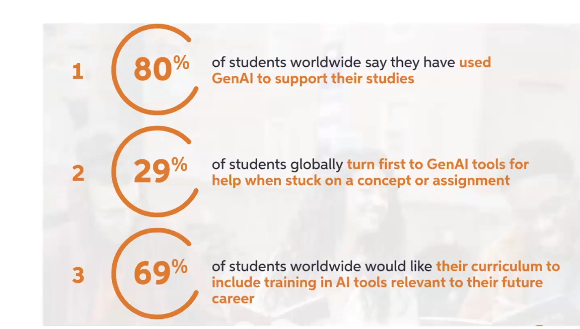 1
80%
of students worldwide say they have used
GenAI to support their studies
2
29%
of students globally turn first to GenAI tools for
help when stuck on a concept or assignment
3
69%
of students worldwide would like their curriculum to
include training in AI tools relevant to their future
career